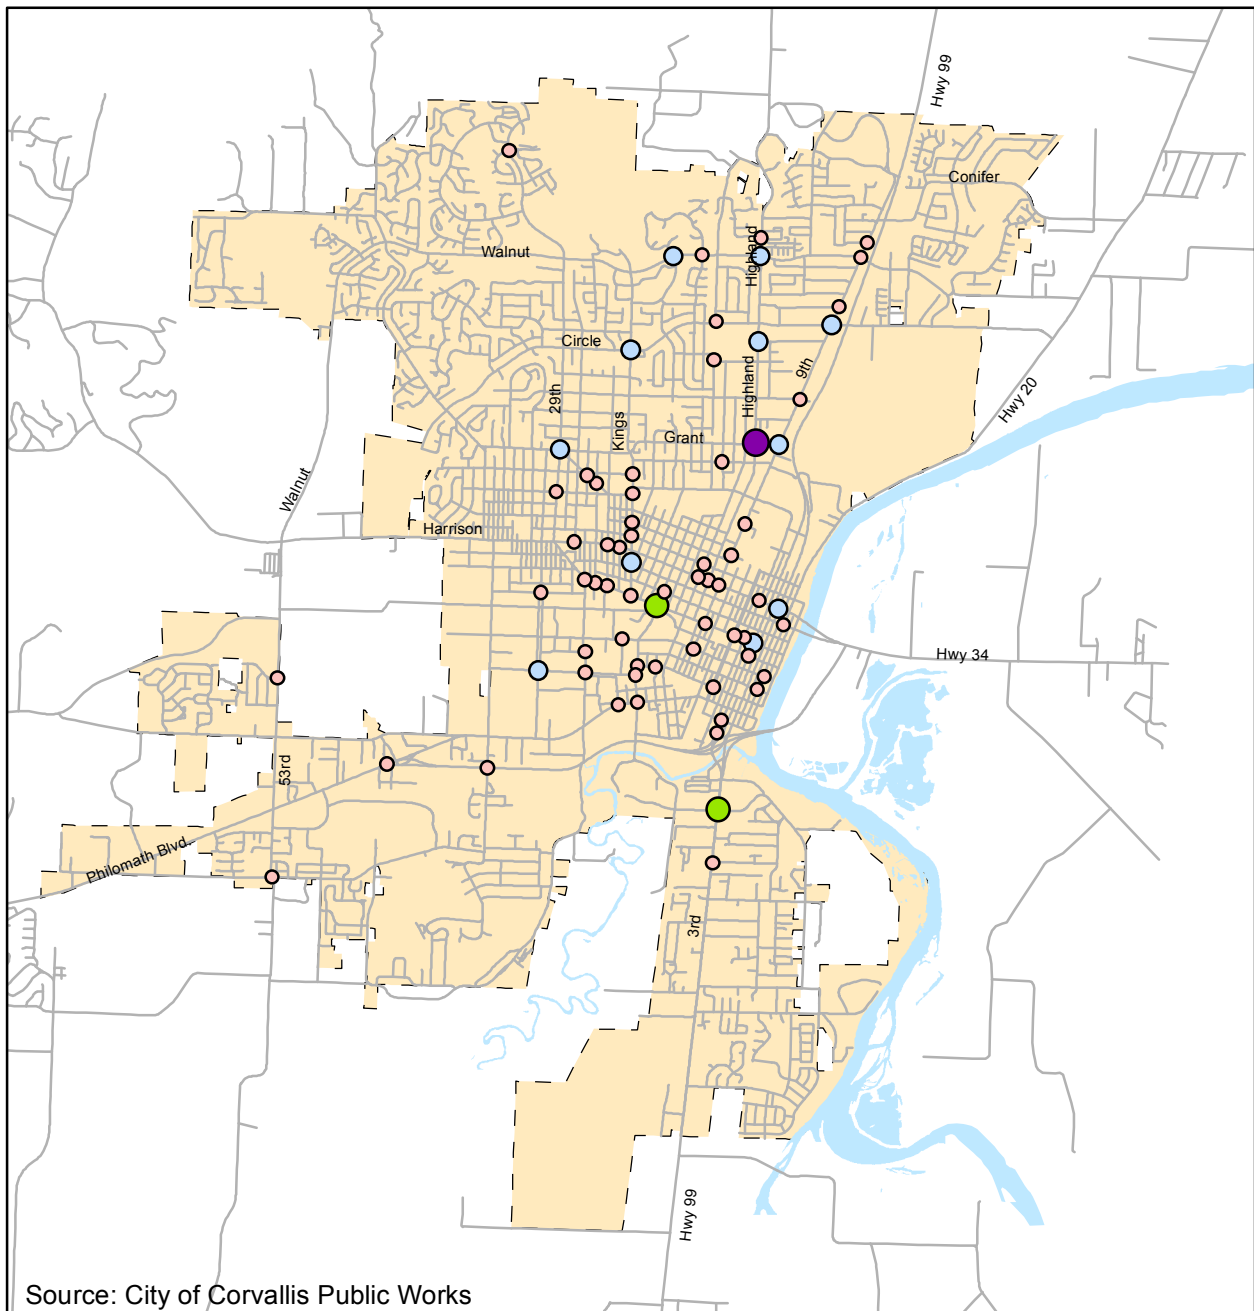 Hwy 99
Conifer
Highland
Walnut
Circle
9th
Highland
29th
Hwy 20
Kings
Grant
Walnut
Harrison
Hwy 34
53rd
Philomath Blvd.
3rd
Hwy 99
Source: City of Corvallis Public Works